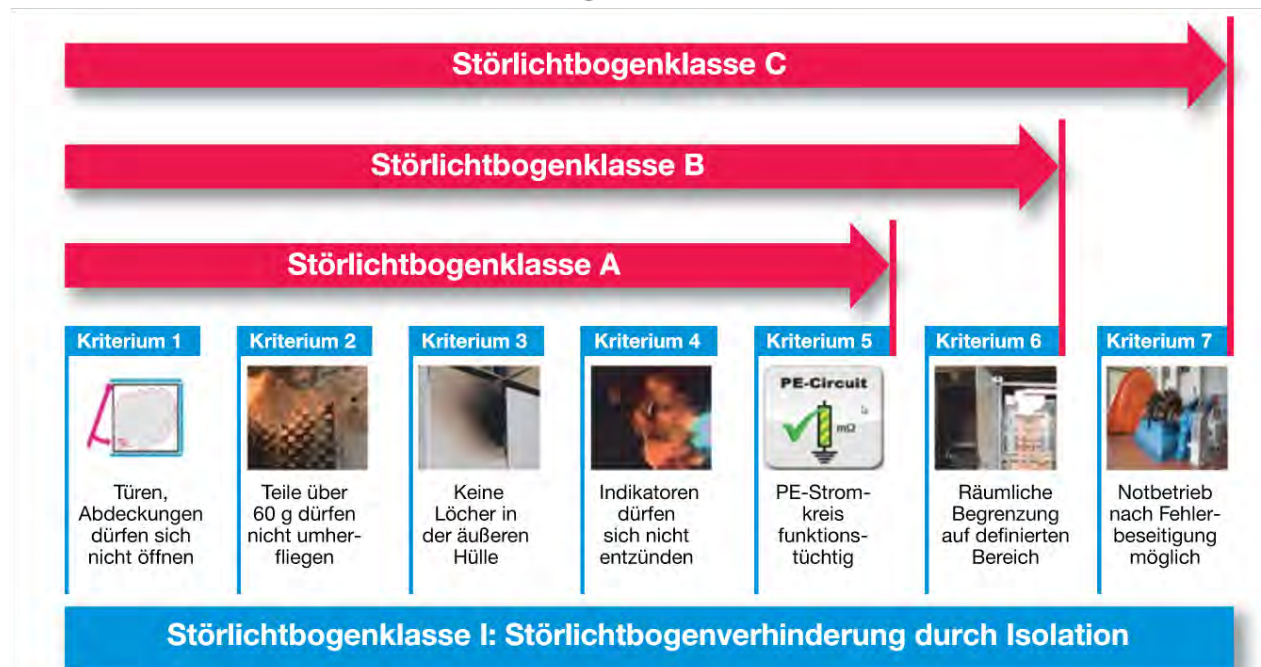 Störlichtbogenklasse C
Störlichtbogenklasse B
Störlichtbogenklasse A
Kriterium 1
Kriterium 2
Kriterium 3
Kriterium 4
Kriterium 5
Kriterium 6
Kriterium 7
PE-Circuit
mΩ
Türen,
Abdeckungen
dürfen sich
nicht öffnen
Teile über
60 g dürfen
nicht umher-
fliegen
Keine
Löcher in
der äußeren
Hülle
Indikatoren
dürfen
sich nicht
entzünden
PE-Strom-
kreis
funktions-
tüchtig
Räumliche
Begrenzung
auf definierten
Bereich
Notbetrieb
nach Fehler-
beseitigung
möglich
Störlichtbogenklasse I: Störlichtbogenverhinderung durch Isolation